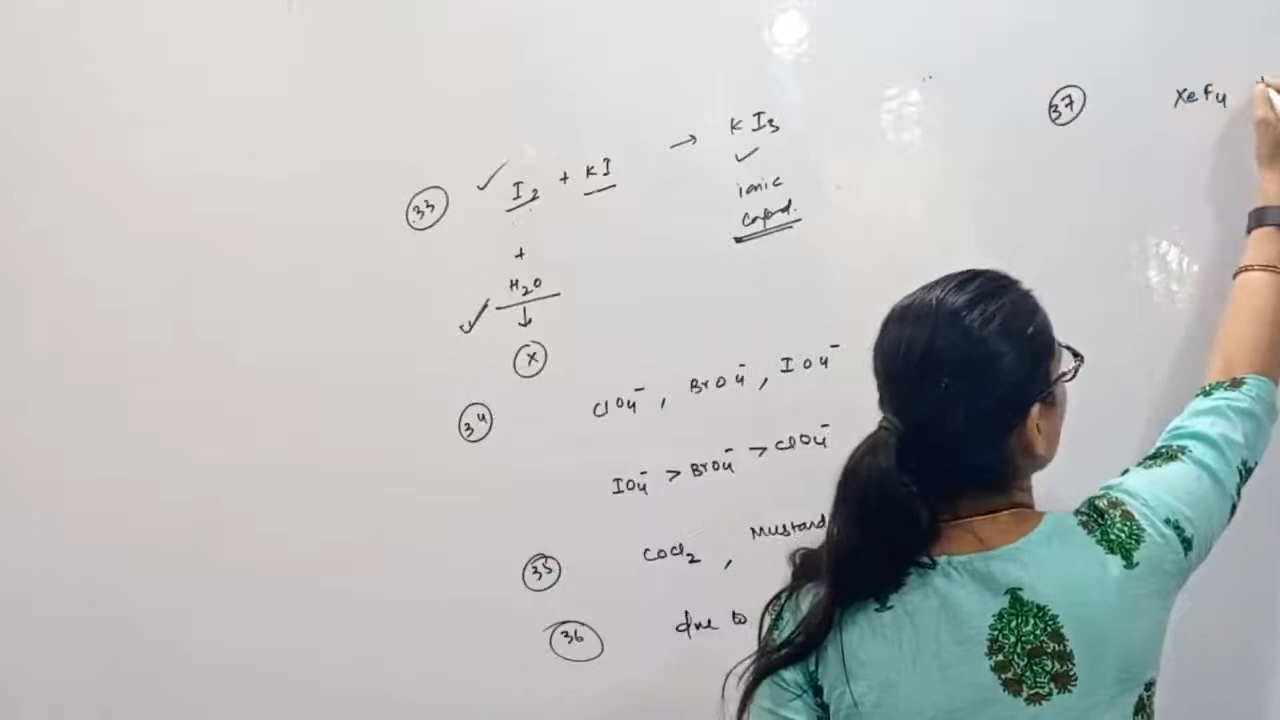 33 ✓ I₂ + KI → KI₃ ✓
ionic
+
H₂O
✓ ↓
x
34 ClO₄⁻, BrO₄⁻, IO₄⁻
IO₄⁻ > BrO₄⁻ > ClO₄⁻
35 COCl₂, Mustard
36 due to
37 XeF₄